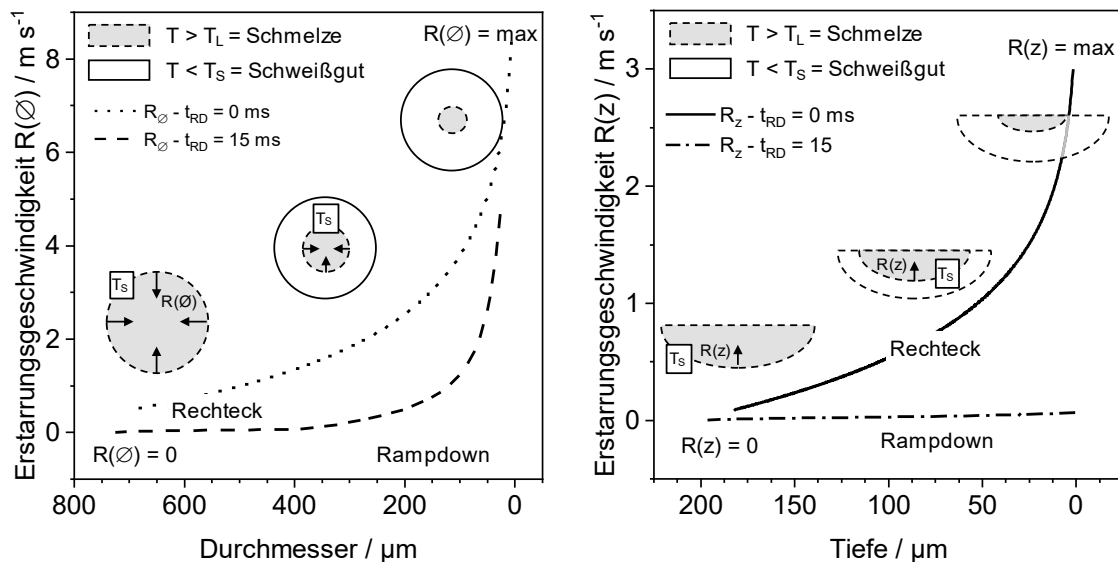 Erstarrungsgeschwindigkeit R(∅) / m s⁻¹
8
6
4
2
0
T > T_L = Schmelze
T < T_S = Schweißgut
R_∅ - t_RD = 0 ms
R_∅ - t_RD = 15 ms
R(∅) = max
T_S
T_S
R(∅)
Rechteck
R(∅) = 0
Rampdown
800
600
400
200
0
Durchmesser / µm
Erstarrungsgeschwindigkeit R(z) / m s⁻¹
3
2
1
0
T > T_L = Schmelze
T < T_S = Schweißgut
R_z - t_RD = 0 ms
R_z - t_RD = 15
R(z) = max
R(z)
T_S
T_S
R(z)
Rechteck
R(z) = 0
Rampdown
200
150
100
50
0
Tiefe / µm